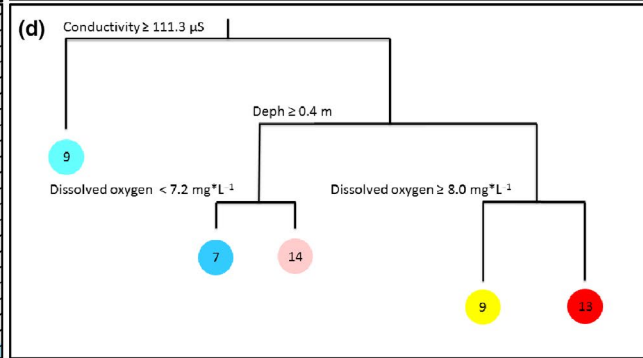 (d)
Conductivity ≥ 111.3 µS
Deph ≥ 0.4 m
9
Dissolved oxygen < 7.2 mg*L⁻¹
Dissolved oxygen ≥ 8.0 mg*L⁻¹
7
14
9
13